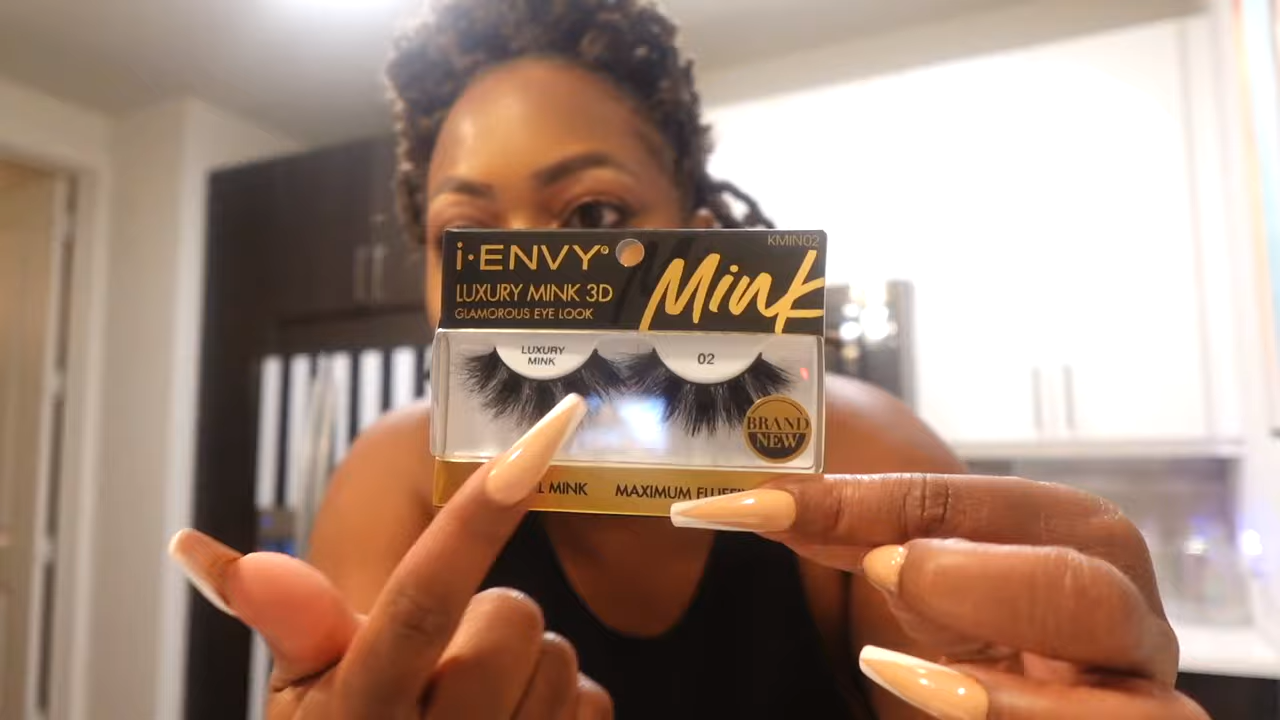 i·ENVY®
KMIN02
LUXURY MINK 3D
GLAMOROUS EYE LOOK
Mink
LUXURY
MINK
02
BRAND
NEW
MINK
MAXIMUM